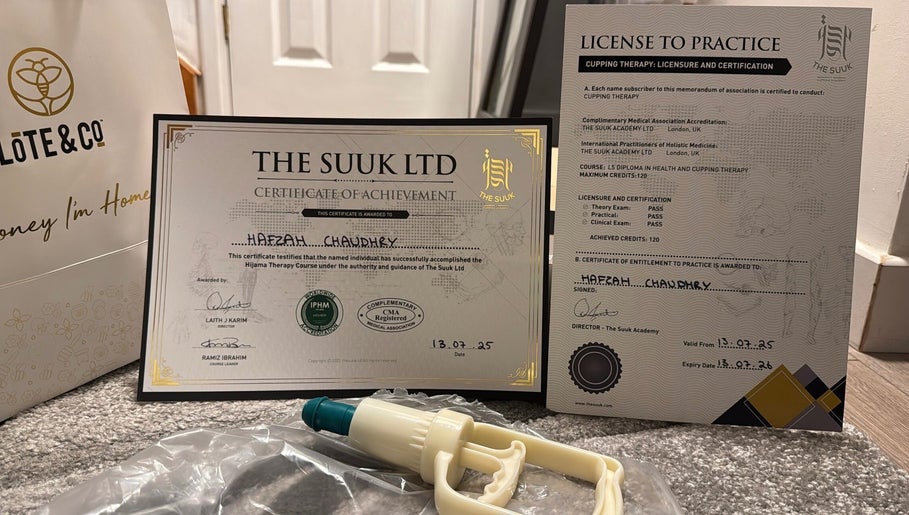 LōTE & Co
oney I'm Home
THE SUUK LTD
CERTIFICATE OF ACHIEVEMENT
THIS CERTIFICATE IS AWARDED TO
HAFZAH CHAUDHRY
This certificate testifies that the named individual has successfully accomplished the
Hijama Therapy Course under the authority and guidance of The Suuk Ltd
Awarded by:
LAITH J KARIM
DIRECTOR
RAMIZ IBRAHIM
COURSE LEADER
IPHM
COMPLEMENTARY
CMA
Registered
MEDICAL ASSOCIATION
13.07.25
Date
THE SUUK
LICENSE TO PRACTICE
THE SUUK
CUPPING THERAPY: LICENSURE AND CERTIFICATION
A. Each name subscriber to this memorandum of association is certified to conduct:
CUPPING THERAPY
Complimentary Medical Association Accreditation:
THE SUUK ACADEMY LTD London, UK
International Practitioners of Holistic Medicine:
THE SUUK ACADEMY LTD London, UK
COURSE: L5 DIPLOMA IN HEALTH AND CUPPING THERAPY
MAXIMUM CREDITS:120
LICENSURE AND CERTIFICATION
Theory Exam: PASS
Practical: PASS
Clinical Exam: PASS
ACHIEVED CREDITS: 120
B. CERTIFICATE OF ENTITLEMENT TO PRACTICE IS AWARDED TO:
HAFZAH CHAUDHRY
SIGNED:
DIRECTOR - The Suuk Academy
Valid From 13.07.25
Expiry Date 13.07.26
www.thesuuk.com